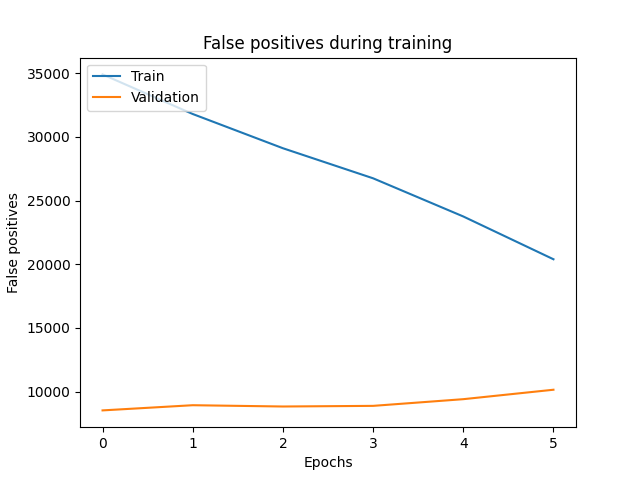 False positives during training
Train
Validation
35000
30000
25000
20000
15000
10000
False positives
0 1 2 3 4 5
Epochs